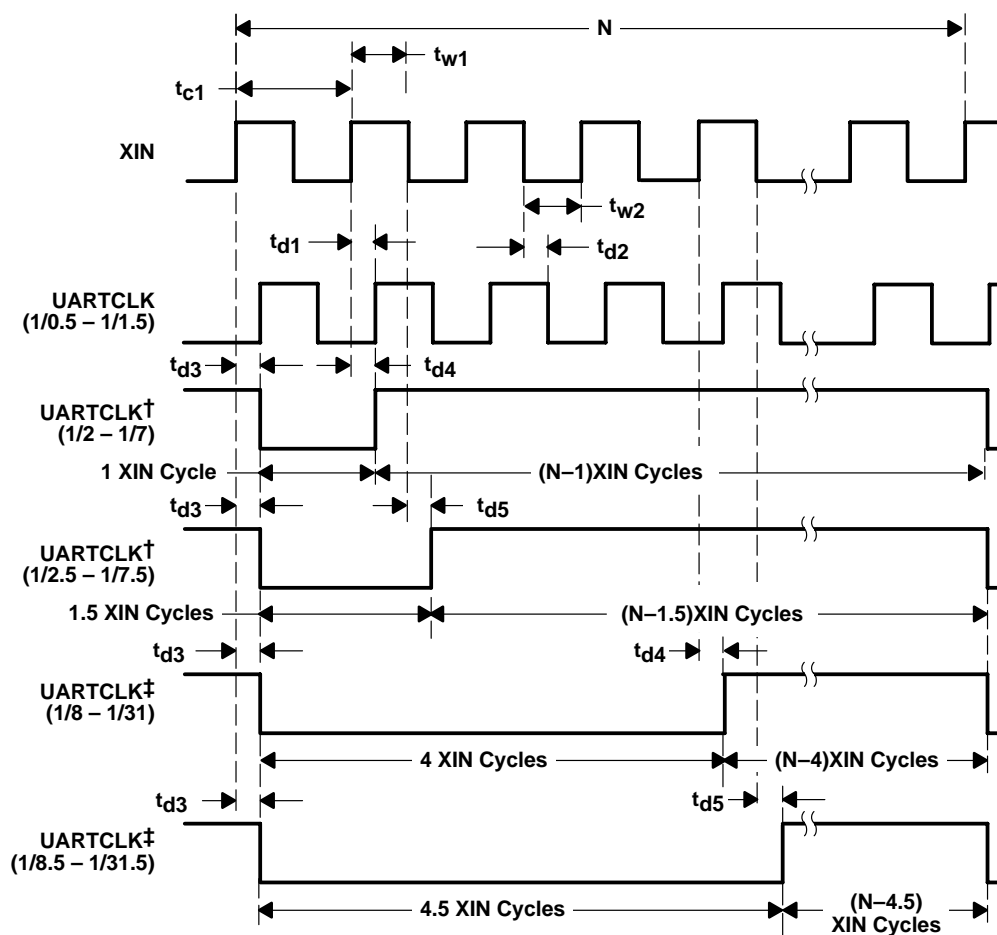 N
tw1
tc1
XIN
tw2
td1
td2
UARTCLK
(1/0.5 – 1/1.5)
td3
td4
UARTCLK†
(1/2 – 1/7)
1 XIN Cycle
(N–1)XIN Cycles
td3
td5
UARTCLK†
(1/2.5 – 1/7.5)
1.5 XIN Cycles
(N–1.5)XIN Cycles
td3
td4
UARTCLK‡
(1/8 – 1/31)
4 XIN Cycles
(N–4)XIN Cycles
td3
td5
UARTCLK‡
(1/8.5 – 1/31.5)
4.5 XIN Cycles
(N–4.5)
XIN Cycles